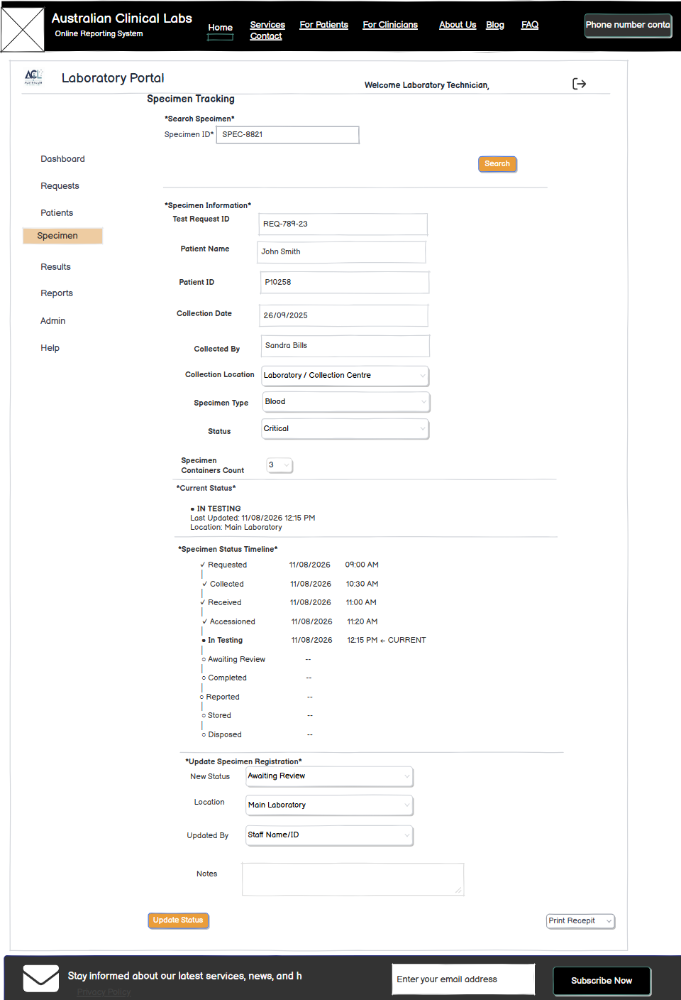 Australian Clinical Labs
Online Reporting System
Home
Services
For Patients
For Clinicians
About Us
Blog
FAQ
Contact
Phone number conta
ACL
AUSTRALIAN
Laboratory Portal
Welcome Laboratory Technician,
Specimen Tracking
*Search Specimen*
Specimen ID* SPEC-8821
Search
Dashboard
Requests
Patients
Specimen
Results
Reports
Admin
Help
*Specimen Information*
Test Request ID REQ-789-23
Patient Name John Smith
Patient ID P10258
Collection Date 26/09/2025
Collected By Sandra Bills
Collection Location Laboratory / Collection Centre
Specimen Type Blood
Status Critical
Specimen
Containers Count 3
*Current Status*
● IN TESTING
Last Updated: 11/08/2026 12:15 PM
Location: Main Laboratory
*Specimen Status Timeline*
✓ Requested 11/08/2026 09:00 AM
✓ Collected 11/08/2026 10:30 AM
✓ Received 11/08/2026 11:00 AM
✓ Accessioned 11/08/2026 11:20 AM
● In Testing 11/08/2026 12:15 PM ← CURRENT
○ Awaiting Review --
○ Completed --
○ Reported --
○ Stored --
○ Disposed --
*Update Specimen Registration*
New Status Awaiting Review
Location Main Laboratory
Updated By Staff Name/ID
Notes
Update Status
Print Recepit
Stay informed about our latest services, news, and h
Privacy Policy
Enter your email address
Subscribe Now